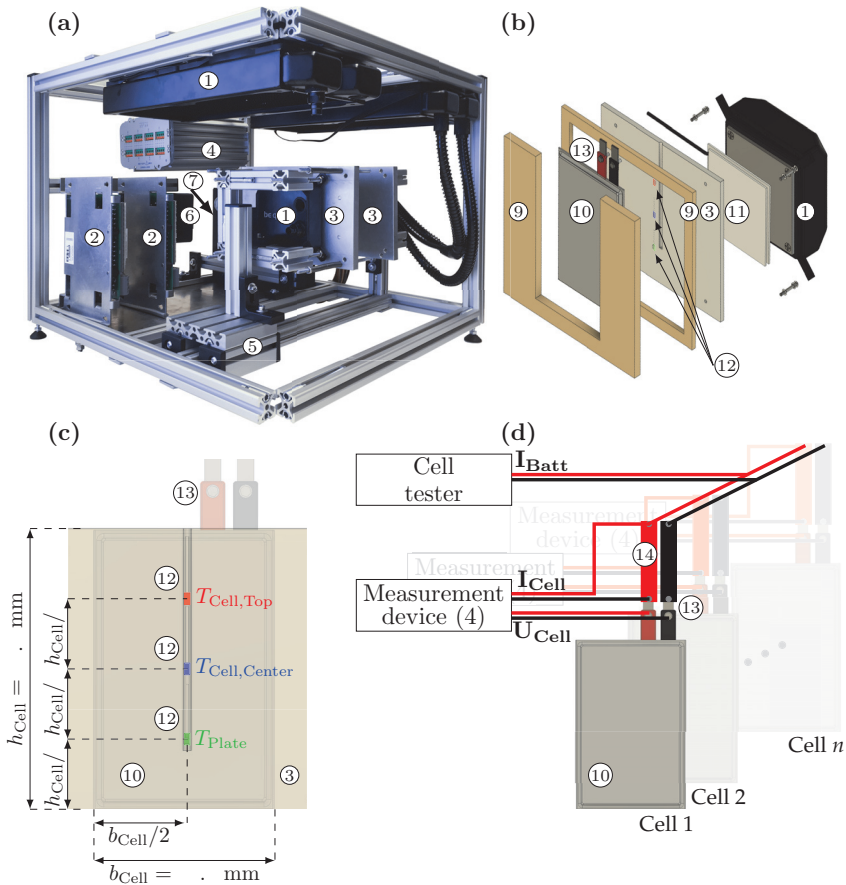 (a)
1
4
7
6
1
3
3
2
2
5
(b)
13
9
10
9
3
11
1
12
(c)
13
12
T_Cell,Top
12
T_Cell,Center
12
T_Plate
10
3
h_Cell = . mm
h_Cell/
h_Cell/
h_Cell/
b_Cell/2
b_Cell = . mm
(d)
Cell
tester
I_Batt
Measurement
device (4)
Measurement
14
I_Cell
Measurement
device (4)
13
U_Cell
10
Cell n
Cell 2
Cell 1